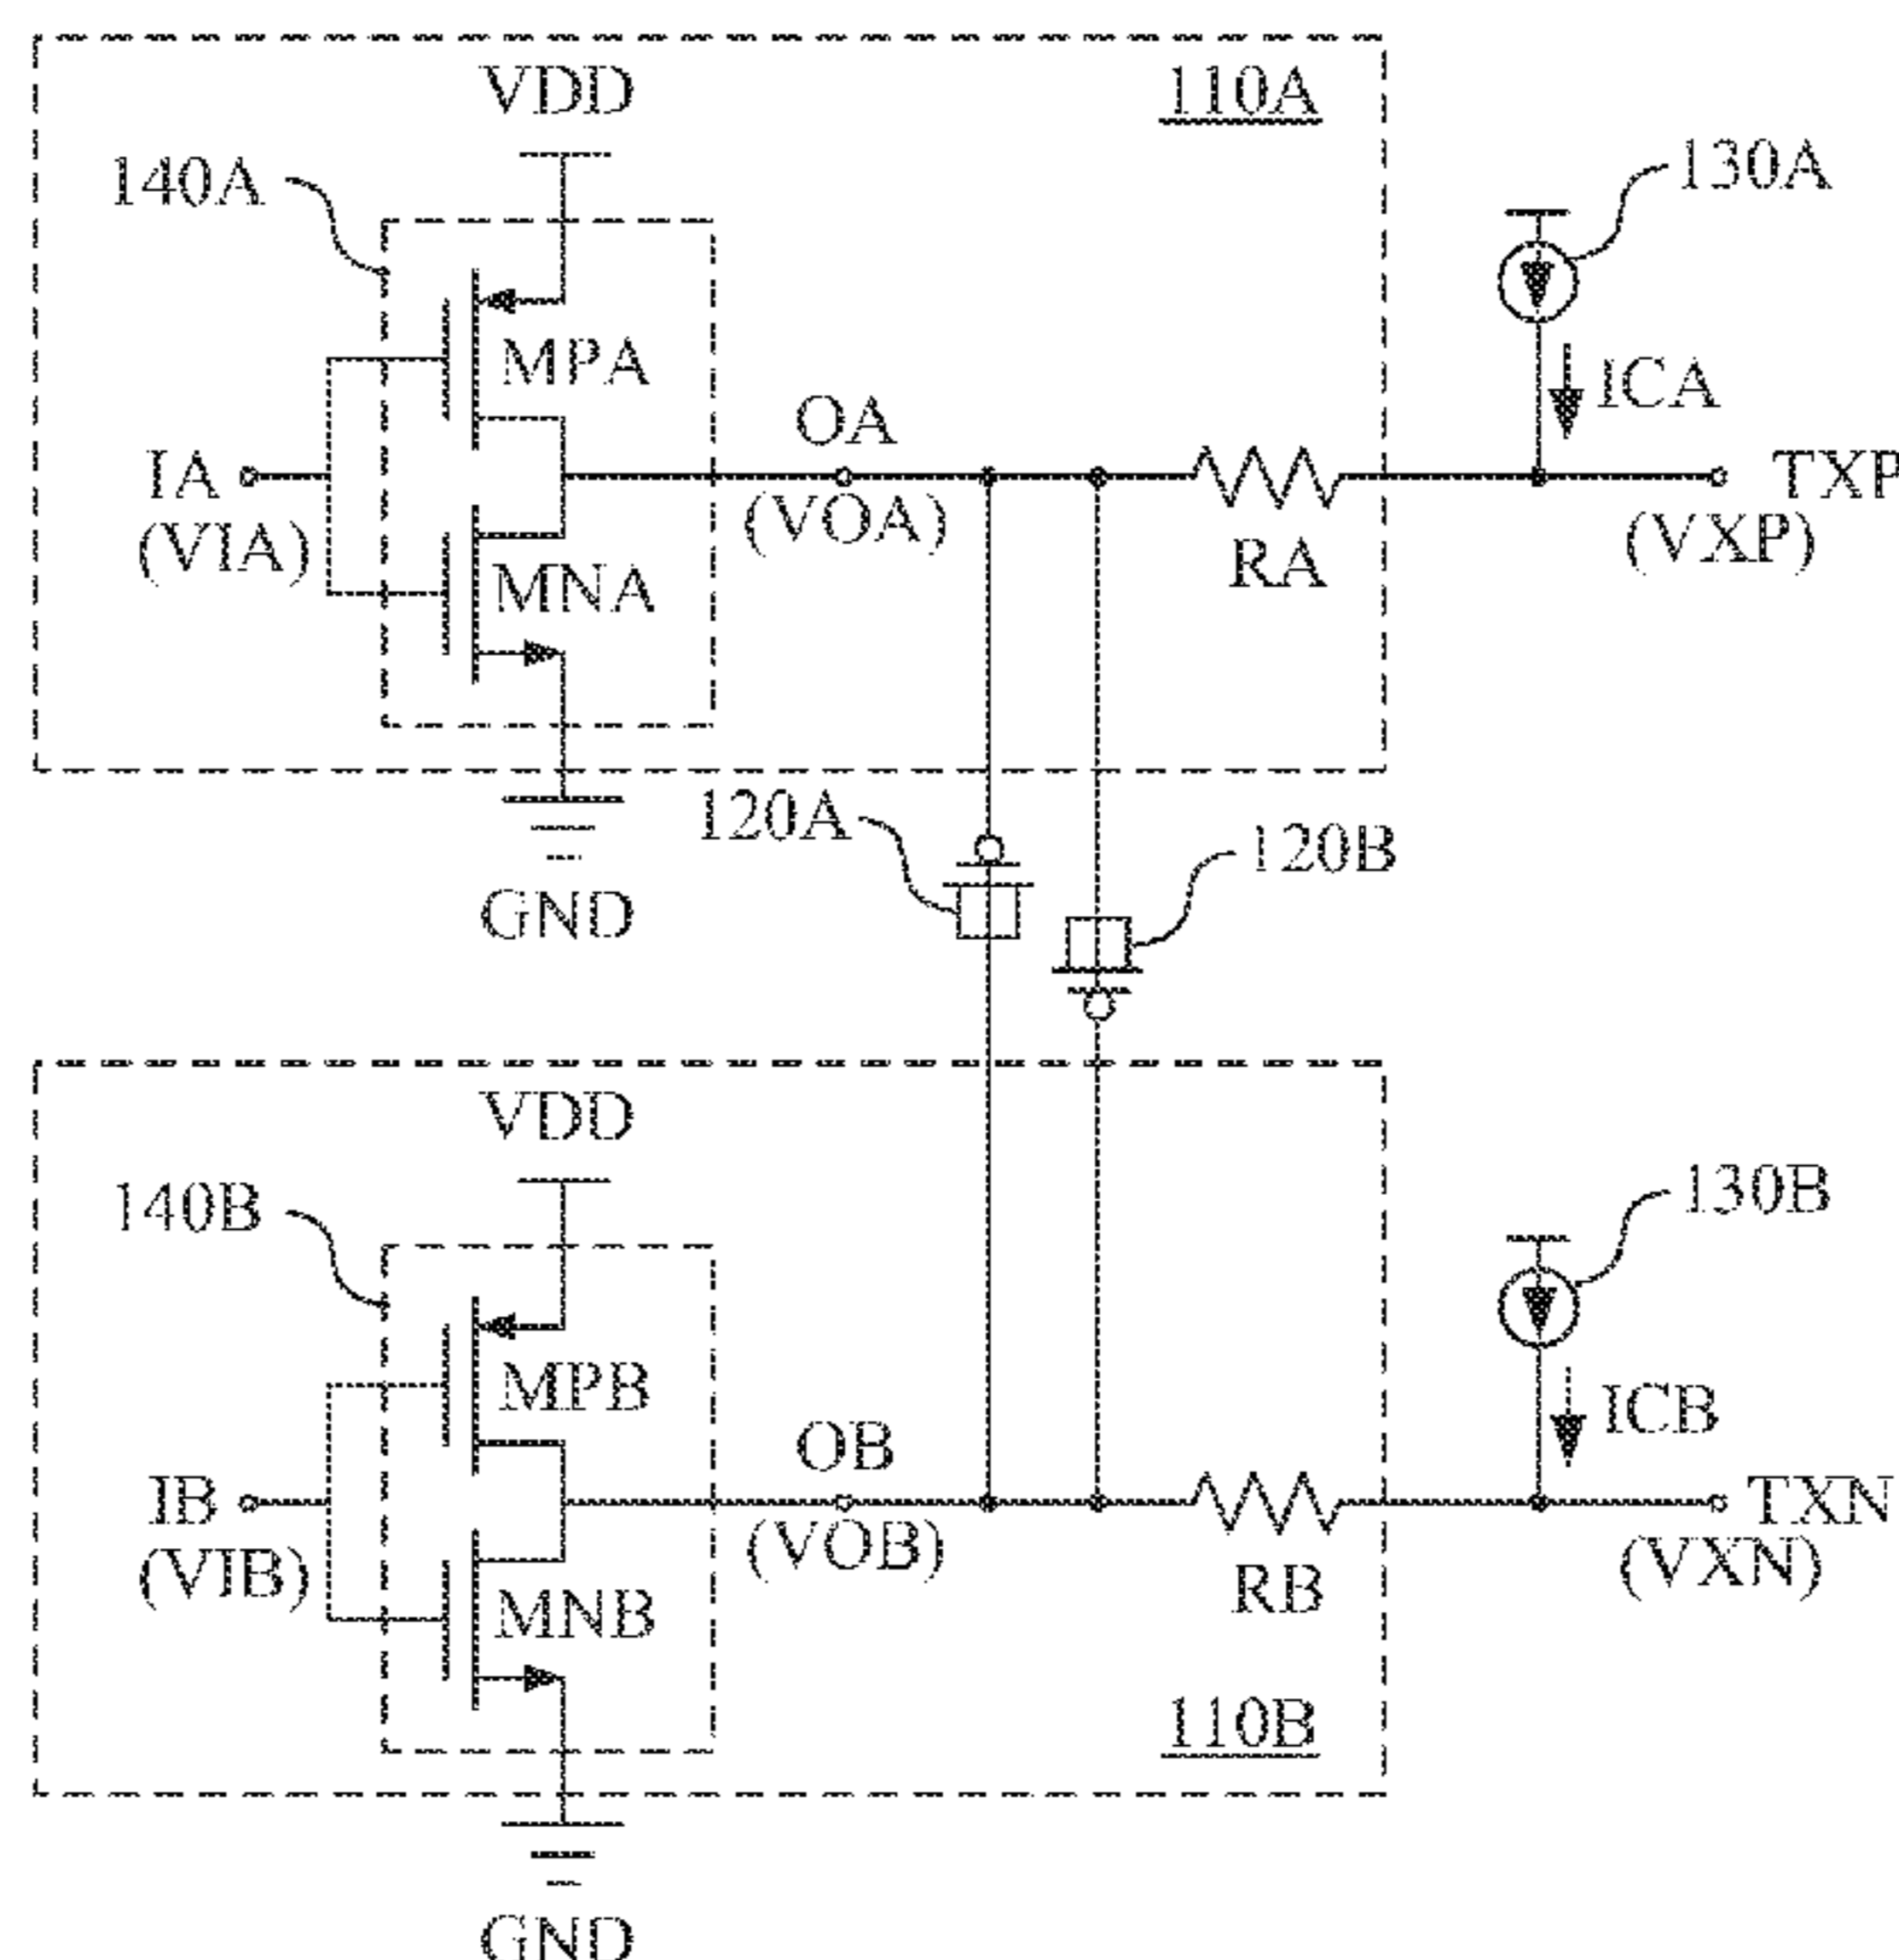 VDD
110A
140A
130A
MPA
ICA
OA
IA
TXP
(VIA)
(VOA)
(VXP)
RA
MNA
120A
120B
GND
VDD
140B
130B
MPB
ICB
OB
IB
TXN
(VIB)
(VOB)
(VXN)
RB
MNB
110B
GND